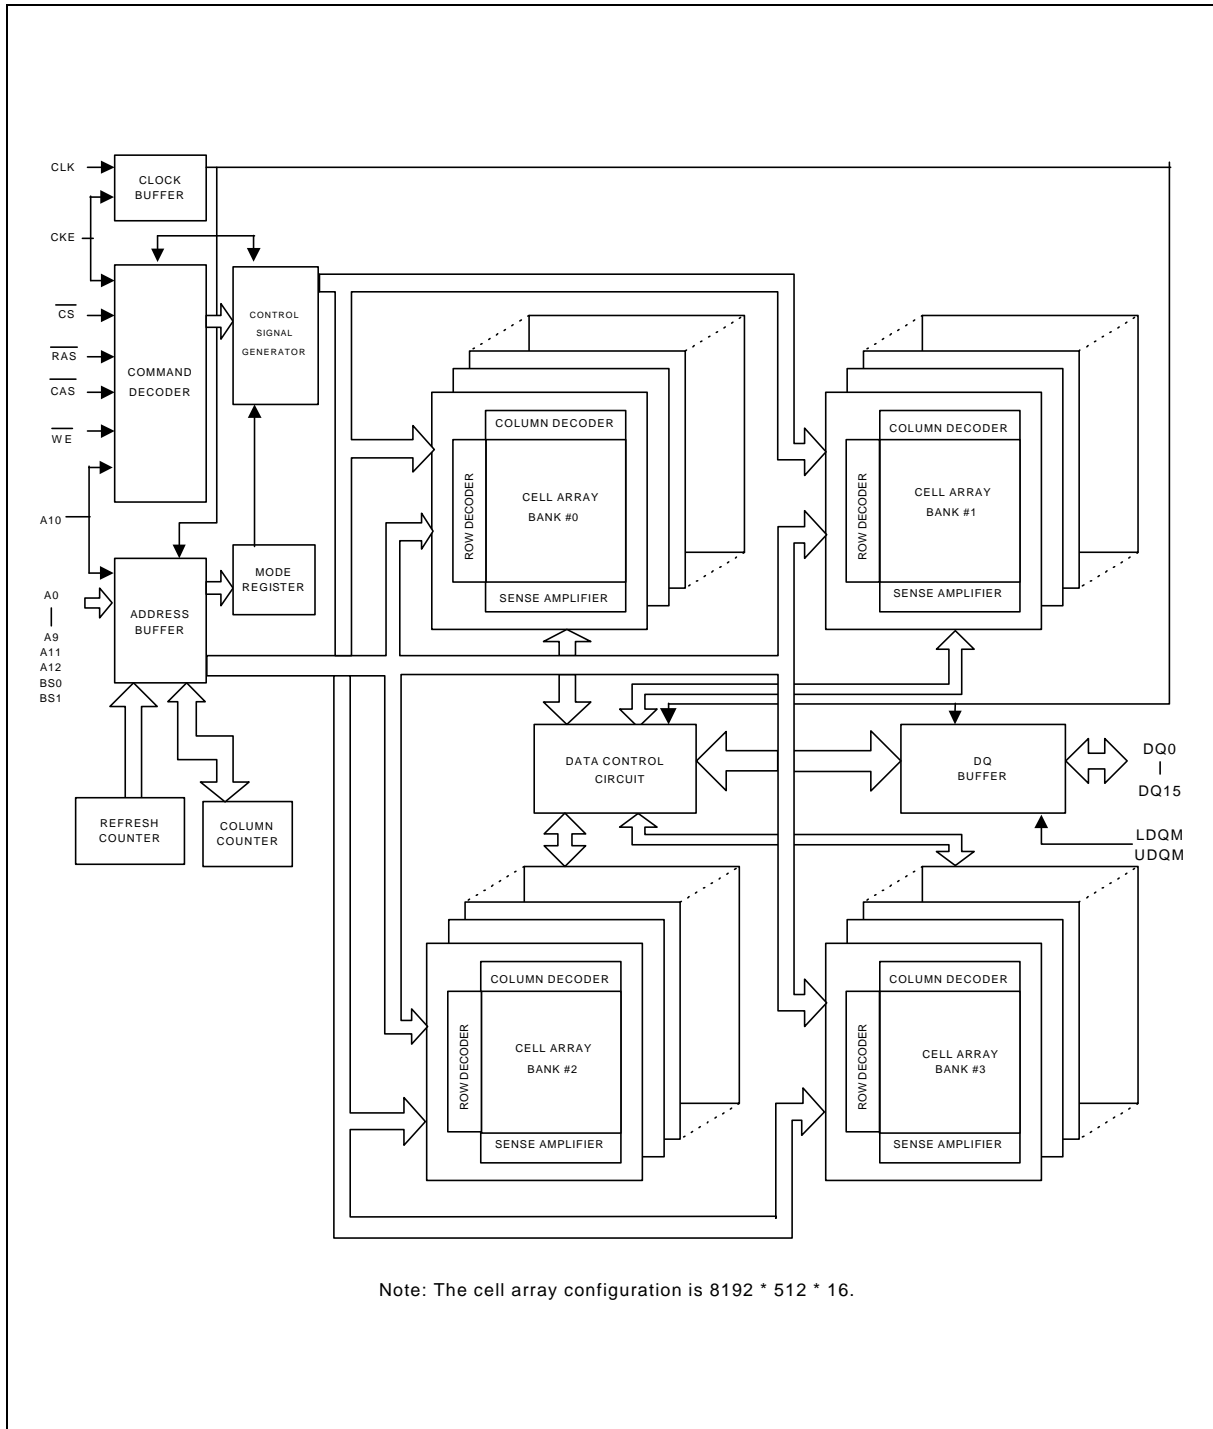 CLK
CLOCK
BUFFER
CKE
CS
RAS
CAS
WE
COMMAND
DECODER
CONTROL
SIGNAL
GENERATOR
A10
A0
A9
A11
A12
BS0
BS1
ADDRESS
BUFFER
MODE
REGISTER
REFRESH
COUNTER
COLUMN
COUNTER
COLUMN DECODER
ROW DECODER
CELL ARRAY
BANK #0
SENSE AMPLIFIER
COLUMN DECODER
ROW DECODER
CELL ARRAY
BANK #1
SENSE AMPLIFIER
DATA CONTROL
CIRCUIT
DQ
BUFFER
DQ0
DQ15
LDQM
UDQM
COLUMN DECODER
ROW DECODER
CELL ARRAY
BANK #2
SENSE AMPLIFIER
COLUMN DECODER
ROW DECODER
CELL ARRAY
BANK #3
SENSE AMPLIFIER
Note: The cell array configuration is 8192 * 512 * 16.